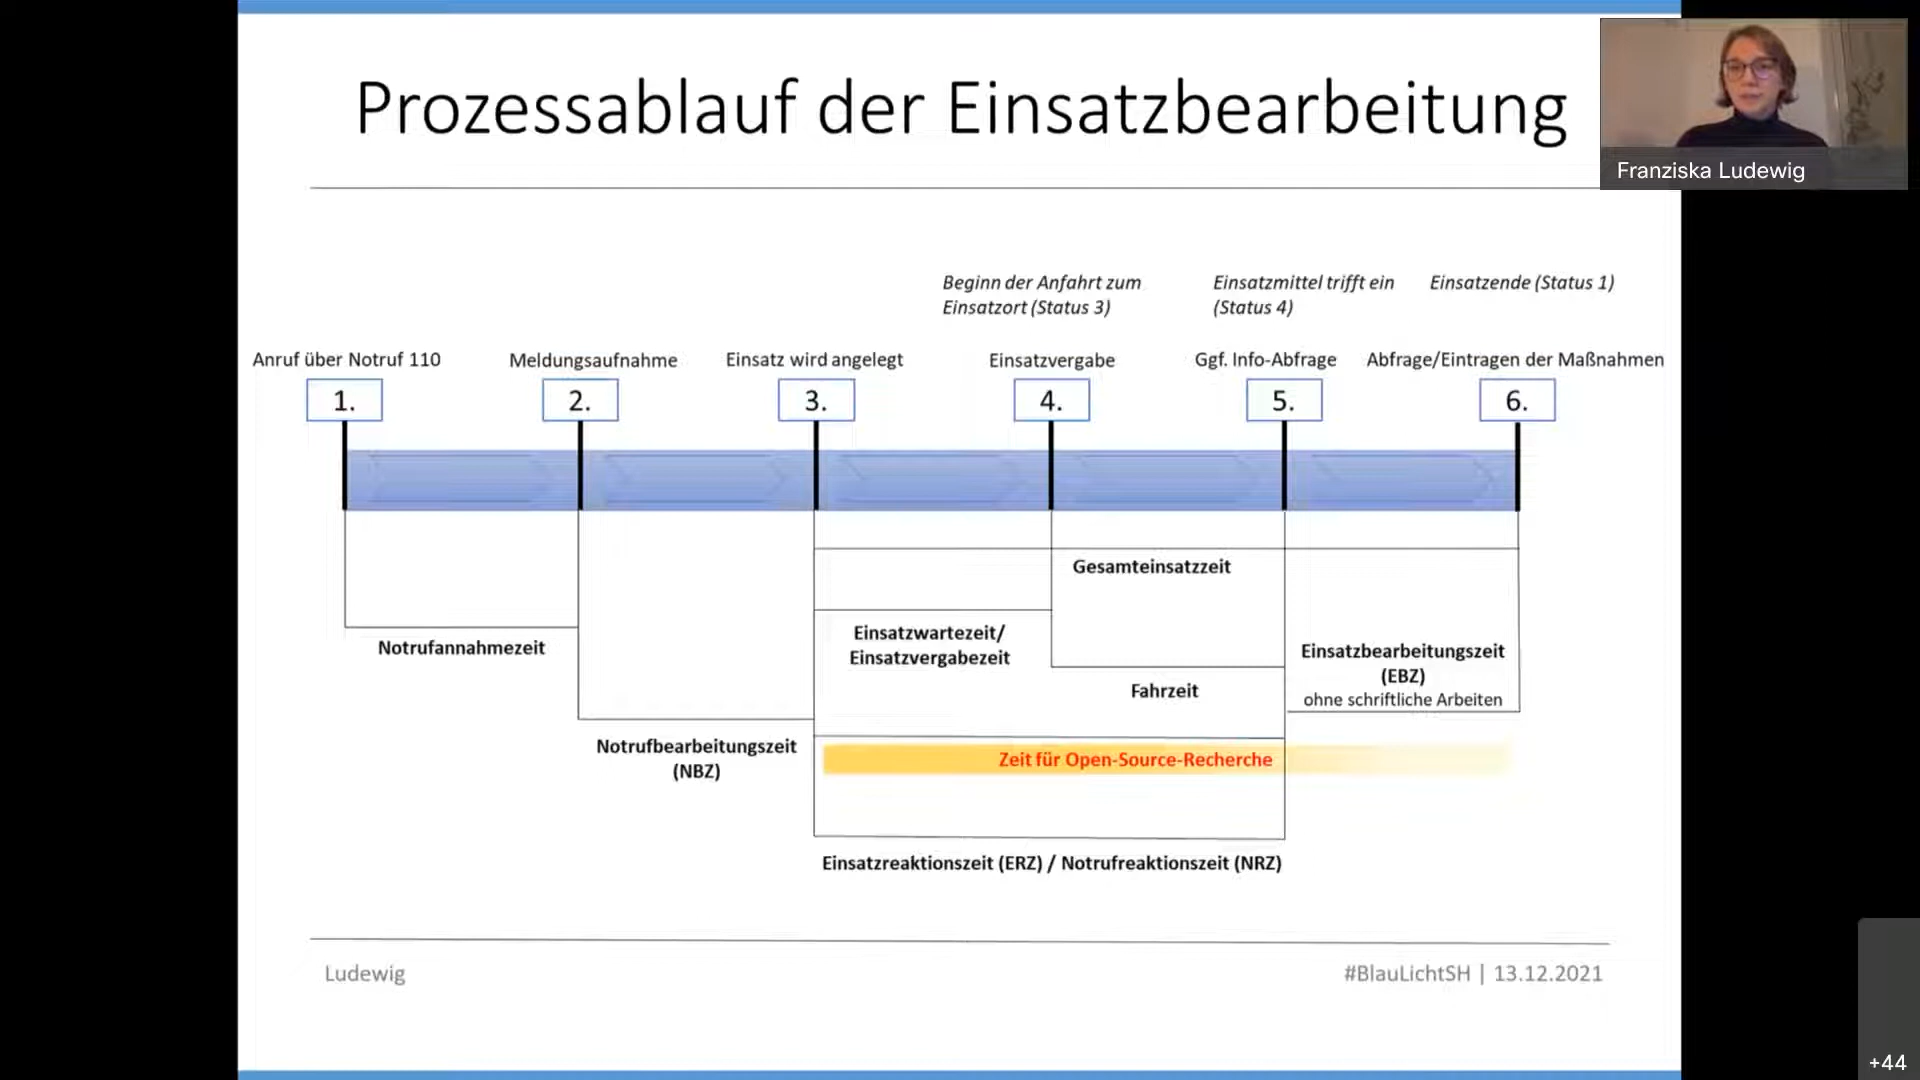 Prozessablauf der Einsatzbearbeitung
Franziska Ludewig
Beginn der Anfahrt zum
Einsatzort (Status 3)
Einsatzmittel trifft ein
(Status 4)
Einsatzende (Status 1)
Anruf über Notruf 110
Meldungsaufnahme
Einsatz wird angelegt
Einsatzvergabe
Ggf. Info-Abfrage
Abfrage/Eintragen der Maßnahmen
1.
2.
3.
4.
5.
6.
Gesamteinsatzzeit
Notrufannahmezeit
Einsatzwartezeit/
Einsatzvergabezeit
Fahrzeit
Einsatzbearbeitungszeit
(EBZ)
ohne schriftliche Arbeiten
Notrufbearbeitungszeit
(NBZ)
Zeit für Open-Source-Recherche
Einsatzreaktionszeit (ERZ) / Notrufreaktionszeit (NRZ)
Ludewig
#BlauLichtSH | 13.12.2021
+44